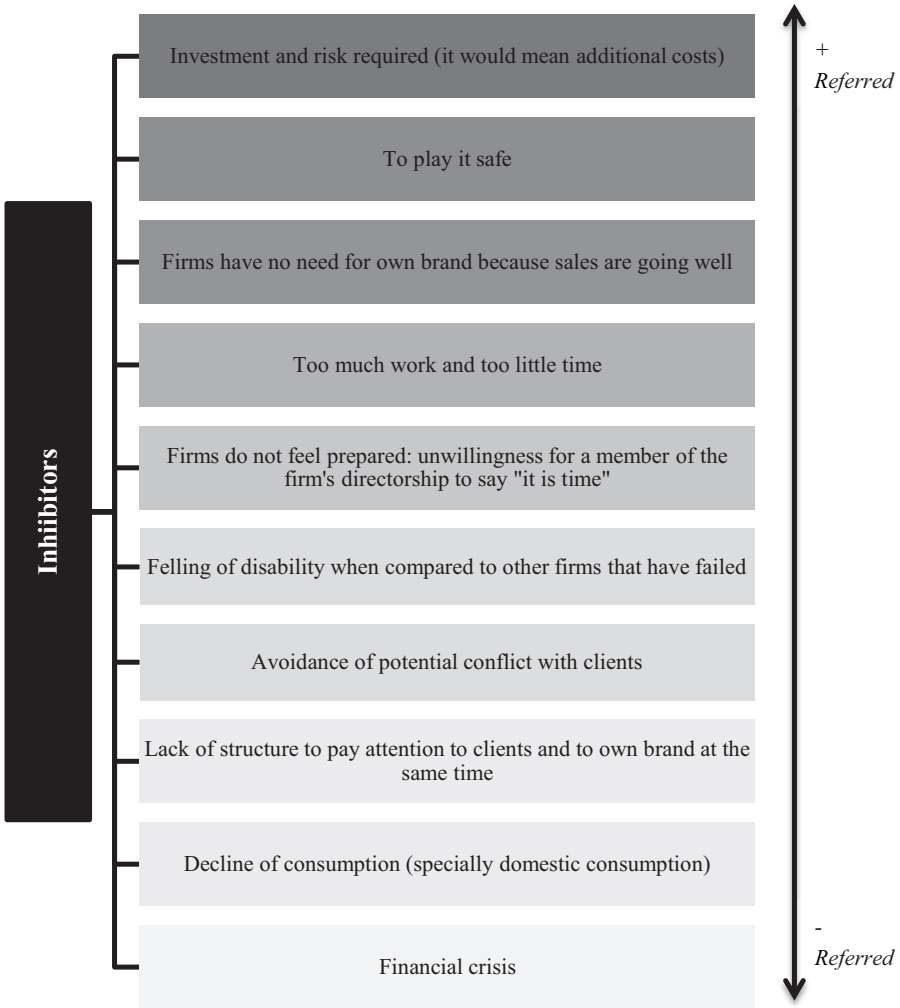 Inhiibitors
Investment and risk required (it would mean additional costs)
+
Referred
To play it safe
Firms have no need for own brand because sales are going well
Too much work and too little time
Firms do not feel prepared: unwillingness for a member of the
firm's directorship to say "it is time"
Felling of disability when compared to other firms that have failed
Avoidance of potential conflict with clients
Lack of structure to pay attention to clients and to own brand at the
same time
Decline of consumption (specially domestic consumption)
-
Referred
Financial crisis